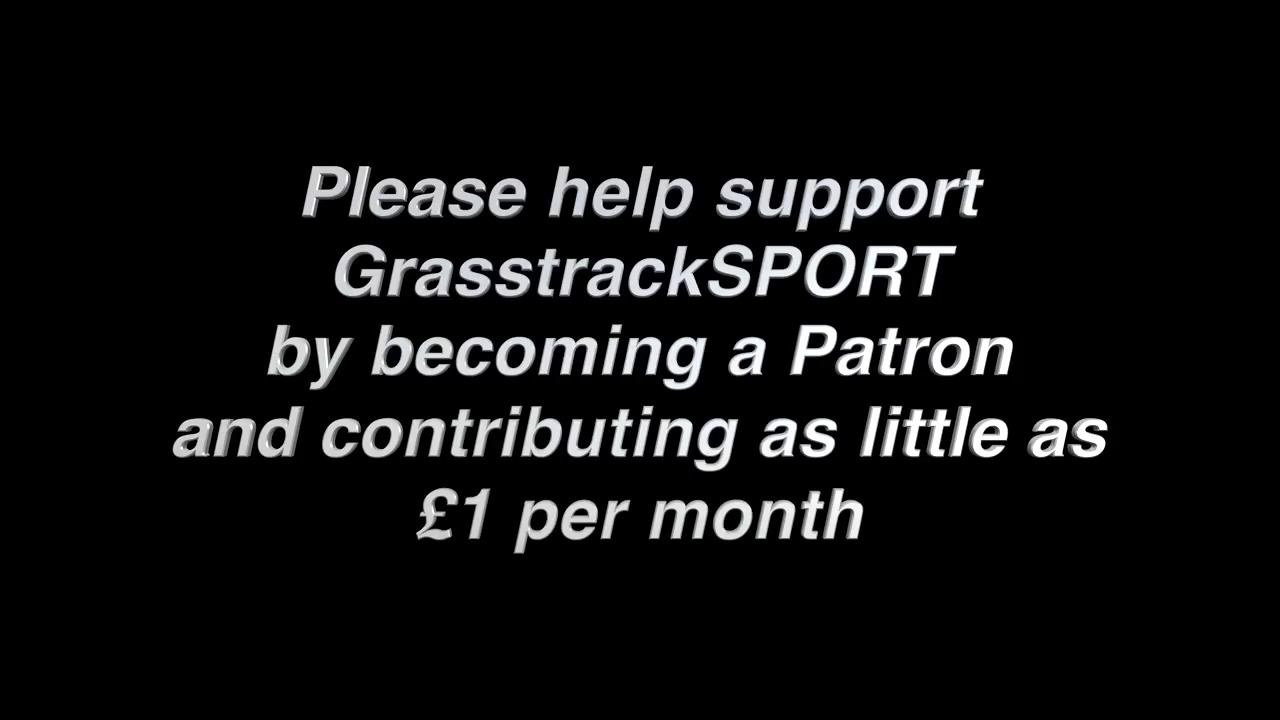 Please help support
GrasstrackSPORT
by becoming a Patron
and contributing as little as
£1 per month